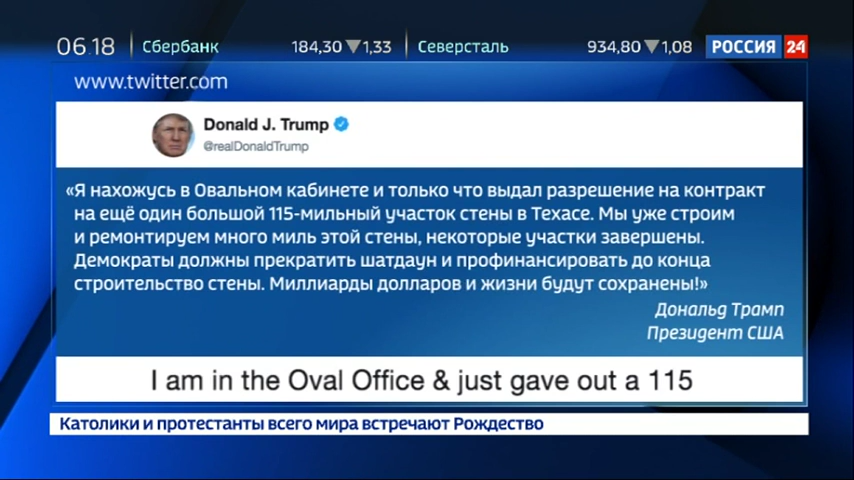 06.18 Сбербанк 184,30▼1,33 Северсталь 934,80▼1,08 РОССИЯ 24
www.twitter.com
Donald J. Trump
@realDonaldTrump
«Я нахожусь в Овальном кабинете и только что выдал разрешение на контракт
на ещё один большой 115-мильный участок стены в Техасе. Мы уже строим
и ремонтируем много миль этой стены, некоторые участки завершены.
Демократы должны прекратить шатдаун и профинансировать до конца
строительство стены. Миллиарды долларов и жизни будут сохранены!»
Дональд Трамп
Президент США
I am in the Oval Office & just gave out a 115
Католики и протестанты всего мира встречают Рождество